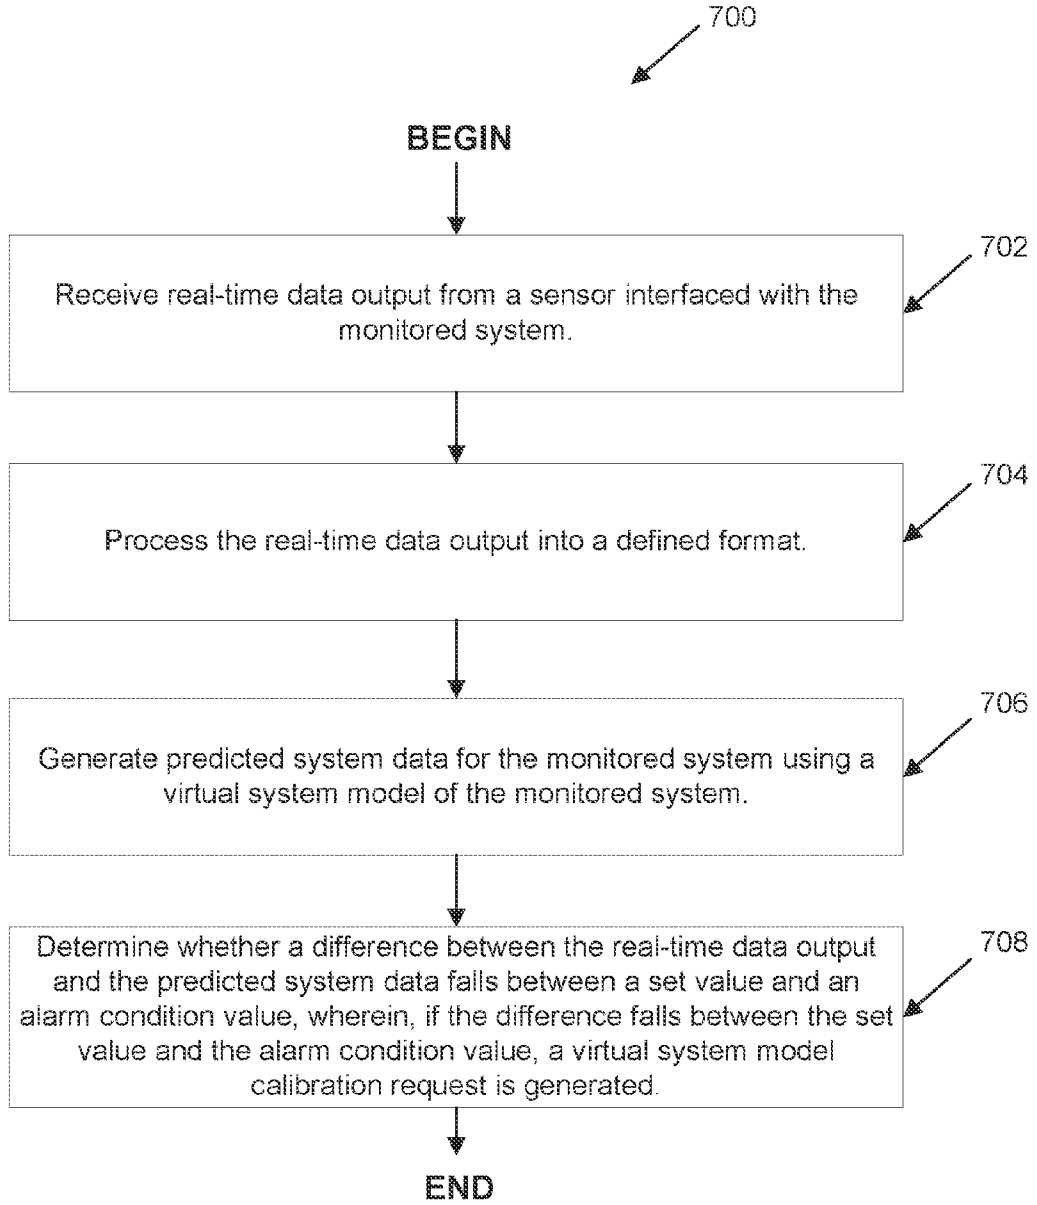 700
BEGIN
702
Receive real-time data output from a sensor interfaced with the
monitored system.
704
Process the real-time data output into a defined format.
706
Generate predicted system data for the monitored system using a
virtual system model of the monitored system.
708
Determine whether a difference between the real-time data output
and the predicted system data falls between a set value and an
alarm condition value, wherein, if the difference falls between the set
value and the alarm condition value, a virtual system model
calibration request is generated.
END